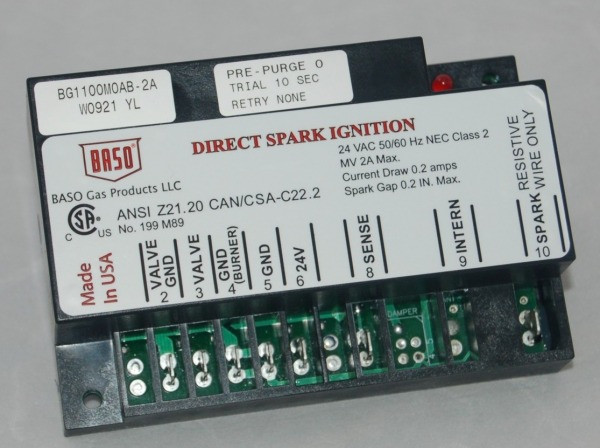 BG1100M0AB-2A
W0921 YL
PRE-PURGE 0
TRIAL 10 SEC
RETRY NONE
BASO
BASO Gas Products LLC
DIRECT SPARK IGNITION
24 VAC 50/60 Hz NEC Class 2
MV 2A Max.
Current Draw 0.2 amps
Spark Gap 0.2 IN. Max.
C SA US
ANSI Z21.20 CAN/CSA-C22.2
No. 199 M89
Made
In USA
VALVE
GND
2
VALVE
3
GND
(BURNER)
4
GND
5
24V
6
SENSE
8
INTERN
9
RESISTIVE
SPARK WIRE ONLY
10
DAMPER